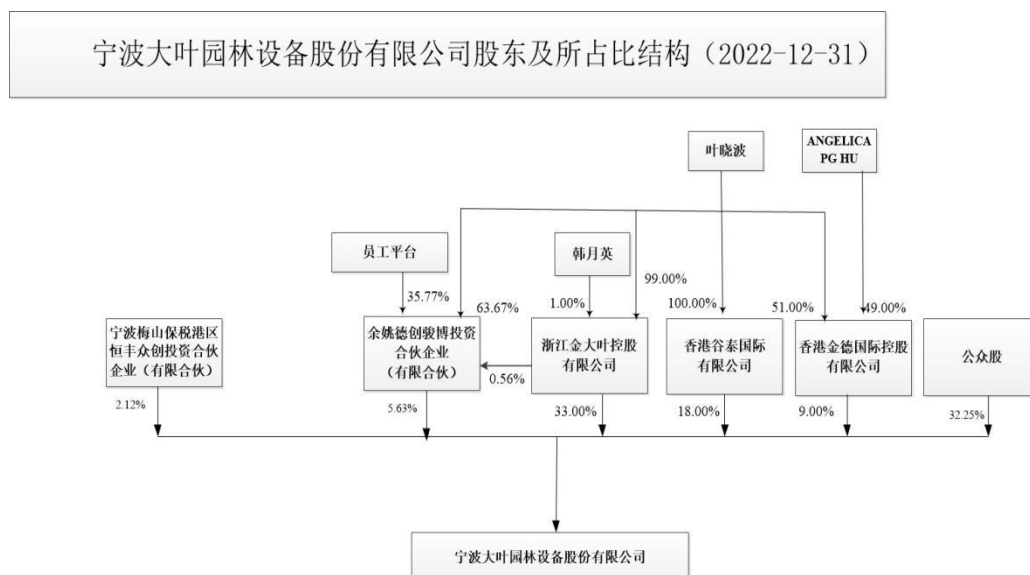 宁波大叶园林设备股份有限公司股东及所占比结构（2022-12-31）
叶晓波
ANGELICA
PG HU
员工平台
韩月英
35.77%
63.67%
1.00%
99.00%
100.00%
51.00%
49.00%
宁波梅山保税港区
恒丰众创投资合伙
企业（有限合伙）
余姚德创骏博投资
合伙企业
（有限合伙）
0.56%
浙江金大叶控股
有限公司
香港谷泰国际
有限公司
香港金德国际控股
有限公司
公众股
2.12%
5.63%
33.00%
18.00%
9.00%
32.25%
宁波大叶园林设备股份有限公司